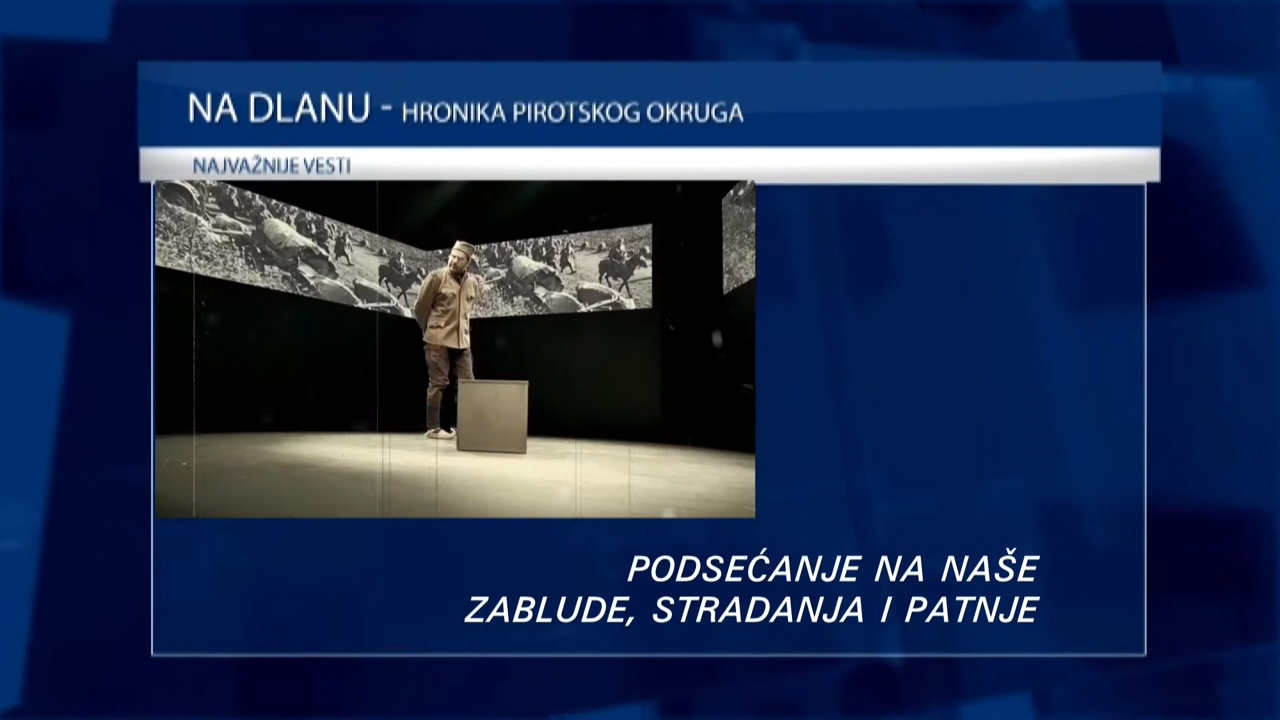 NA DLANU - HRONIKA PIROTSKOG OKRUGA
NAJVAŽNIJE VESTI
PODSEĆANJE NA NAŠE
ZABLUDE, STRADANJA I PATNJE